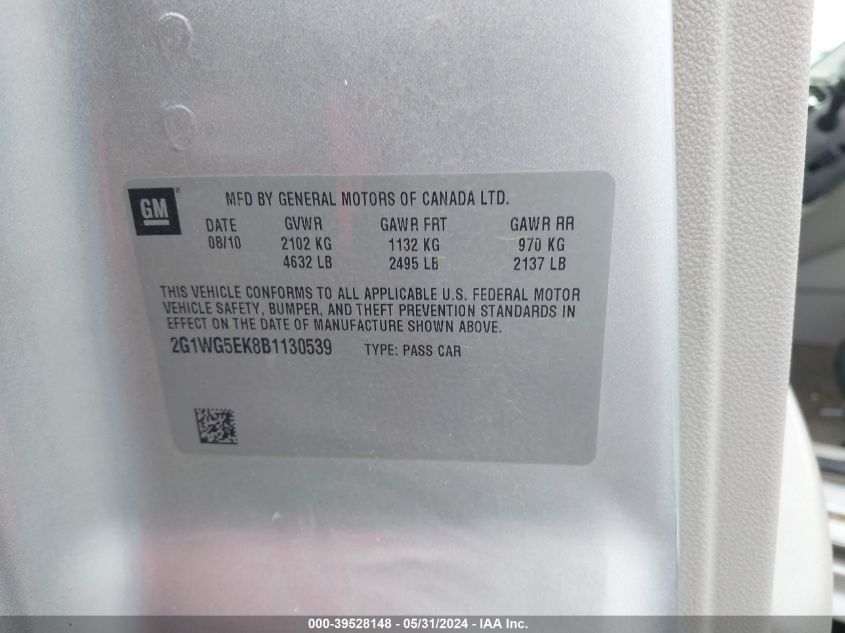 GM
MFD BY GENERAL MOTORS OF CANADA LTD.
DATE GVWR GAWR FRT GAWR RR
08/10 2102 KG 1132 KG 970 KG
4632 LB 2495 LB 2137 LB
THIS VEHICLE CONFORMS TO ALL APPLICABLE U.S. FEDERAL MOTOR
VEHICLE SAFETY, BUMPER, AND THEFT PREVENTION STANDARDS IN
EFFECT ON THE DATE OF MANUFACTURE SHOWN ABOVE.
2G1WG5EK8B1130539 TYPE: PASS CAR
000-39528148 - 05/31/2024 - IAA Inc.